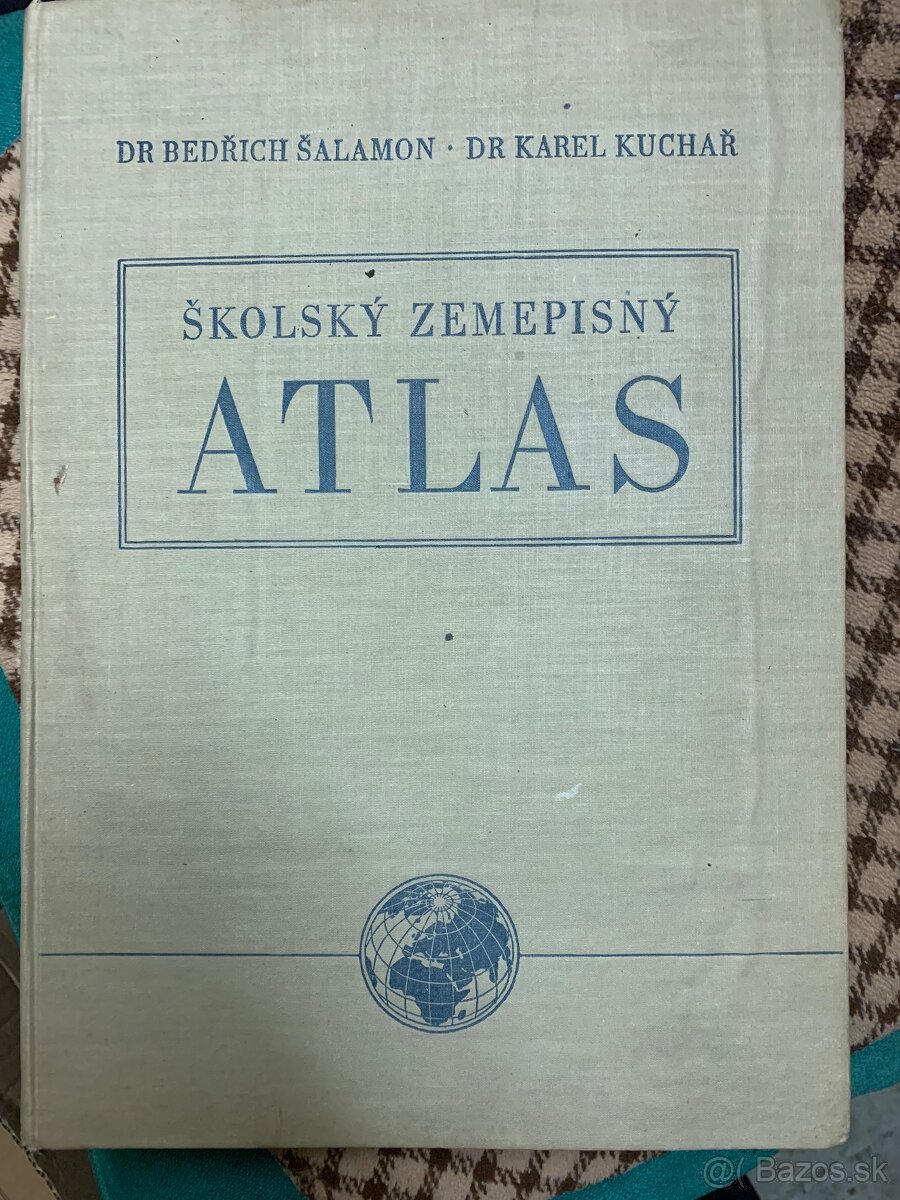 DR BEDŘICH ŠALAMON · DR KAREL KUCHAŘ
ŠKOLSKÝ ZEMEPISNÝ
ATLAS
@( Bazos.sk